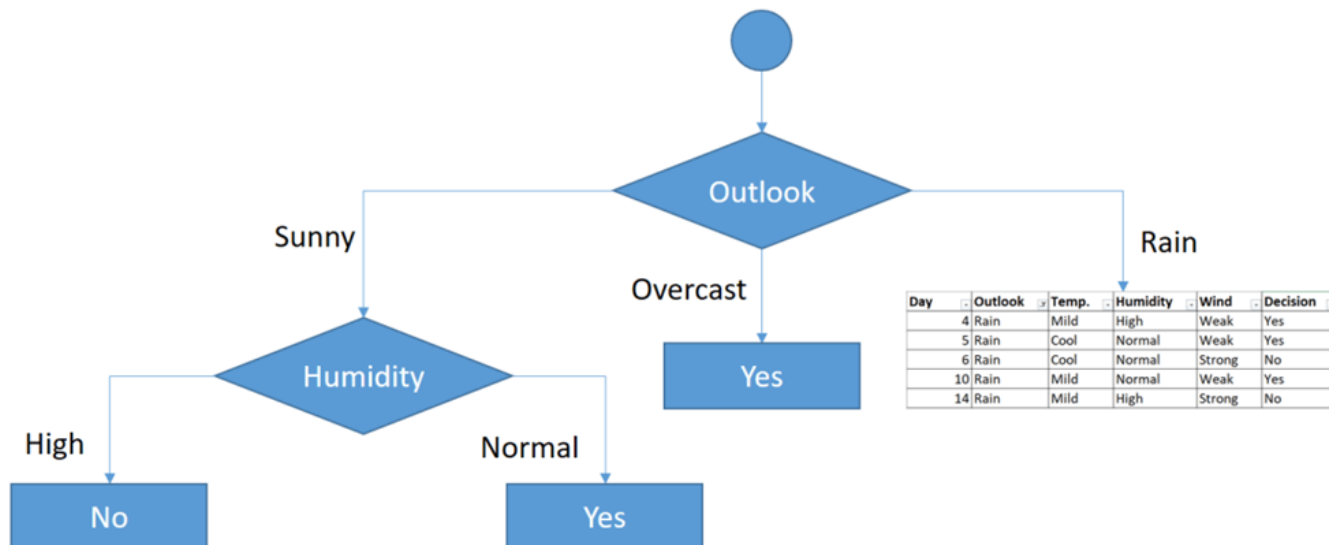 Outlook
Sunny
Rain
Overcast
Day Outlook Temp. Humidity Wind Decision
4 Rain Mild High Weak Yes
5 Rain Cool Normal Weak Yes
6 Rain Cool Normal Strong No
10 Rain Mild Normal Weak Yes
14 Rain Mild High Strong No
Humidity
Yes
High
Normal
No
Yes